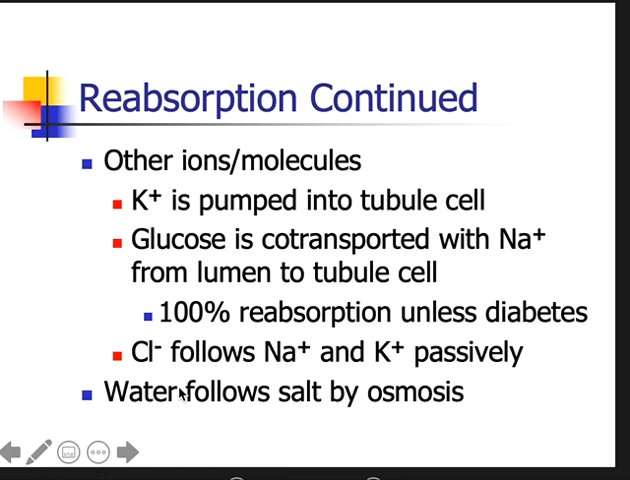 Reabsorption Continued
Other ions/molecules
K⁺ is pumped into tubule cell
Glucose is cotransported with Na⁺
from lumen to tubule cell
100% reabsorption unless diabetes
Cl⁻ follows Na⁺ and K⁺ passively
Water follows salt by osmosis